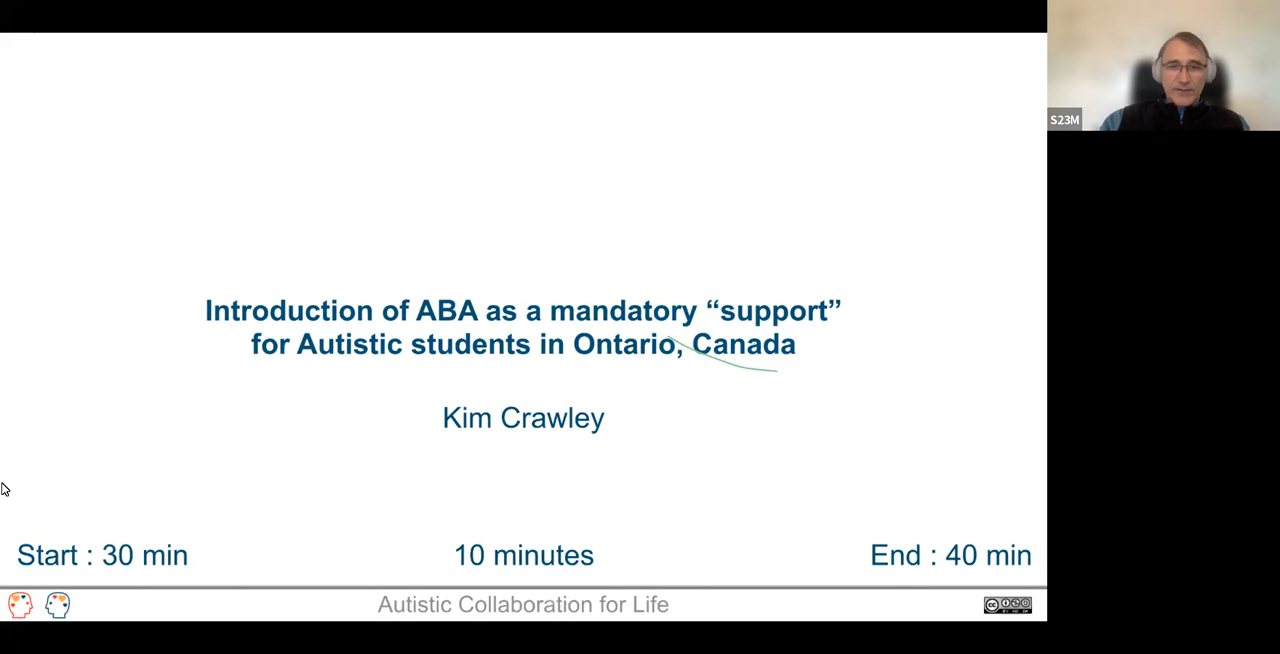 Introduction of ABA as a mandatory “support”
for Autistic students in Ontario, Canada
Kim Crawley
Start : 30 min
10 minutes
End : 40 min
Autistic Collaboration for Life
S23M